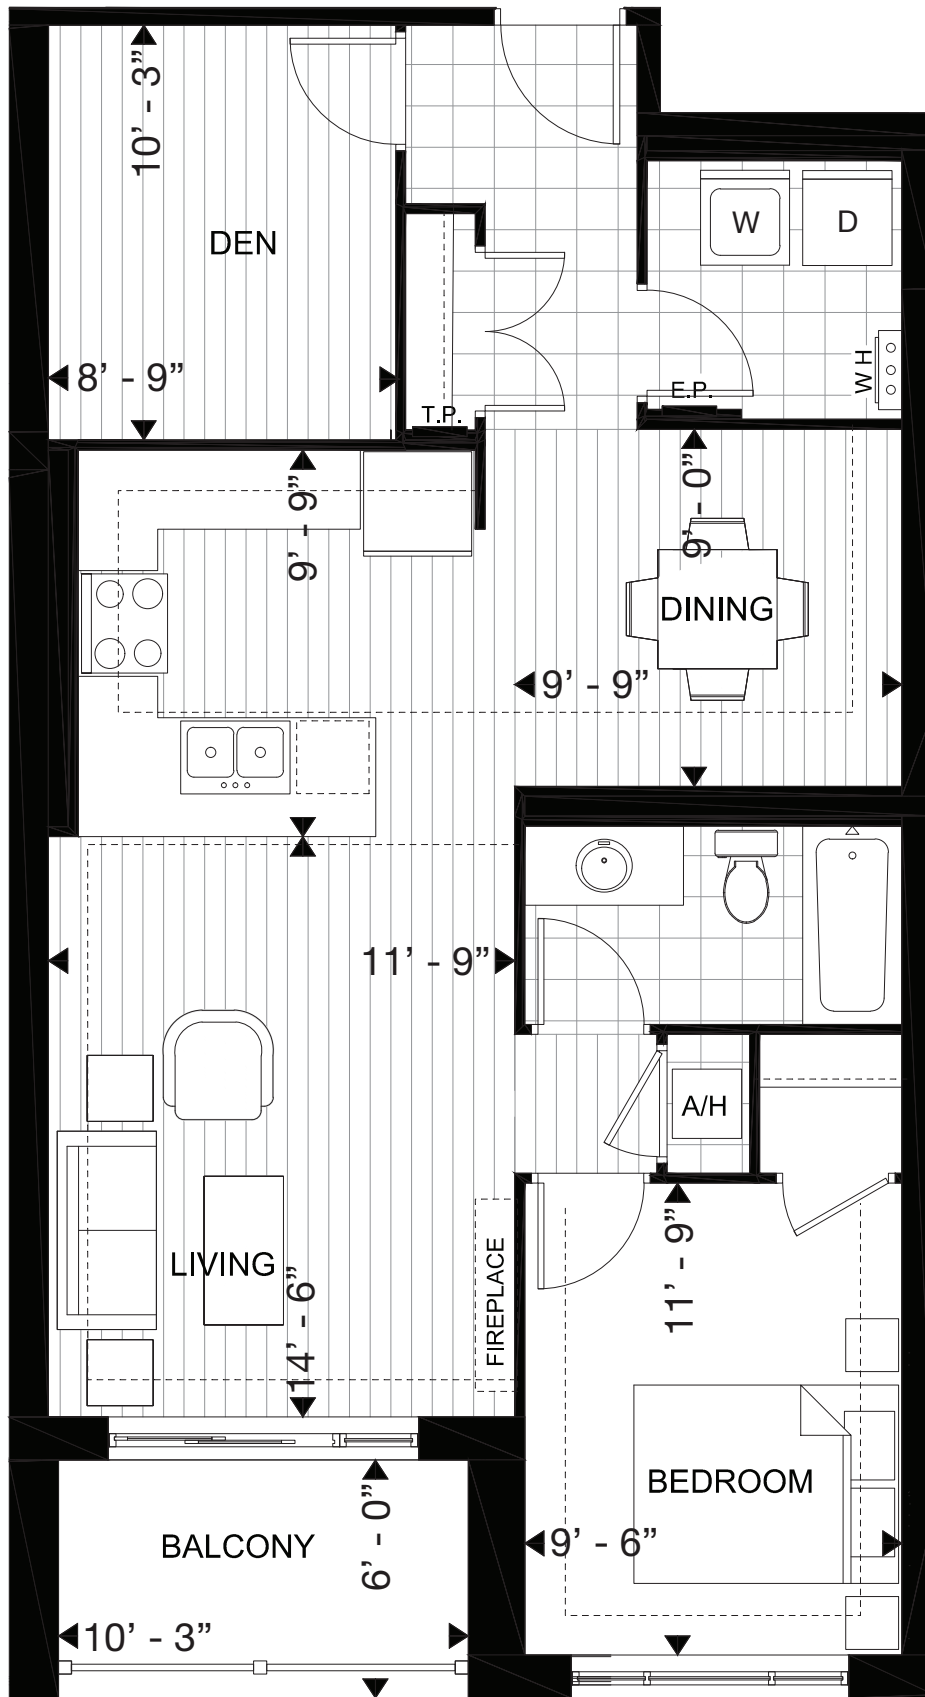 10’ - 3”
DEN
W
D
8’ - 9”
W H
E.P.
T.P.
9’ - 9”
9’ - 0”
DINING
9’ - 9”
11’ - 9”
A/H
11’ - 9”
LIVING
14’ - 6”
FIREPLACE
BEDROOM
9’ - 6”
BALCONY
6’ - 0”
10’ - 3”